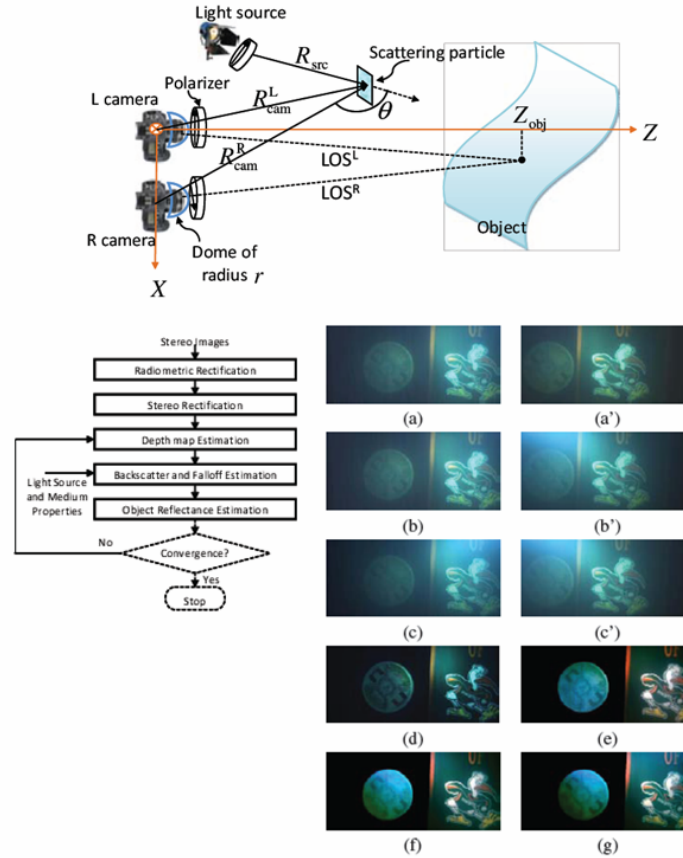 Light source
Scattering particle
R_src
Polarizer
L camera
R^L_cam
θ
Z_obj
Z
R^R_cam
LOS^L
LOS^R
R camera
Object
Dome of
radius r
X
Stereo Images
Radiometric Rectification
Stereo Rectification
Depth map Estimation
Backscatter and Falloff Estimation
Light Source
and Medium
Properties
Object Reflectance Estimation
No
Convergence?
Yes
Stop
(a)
(a')
(b)
(b')
(c)
(c')
(d)
(e)
(f)
(g)